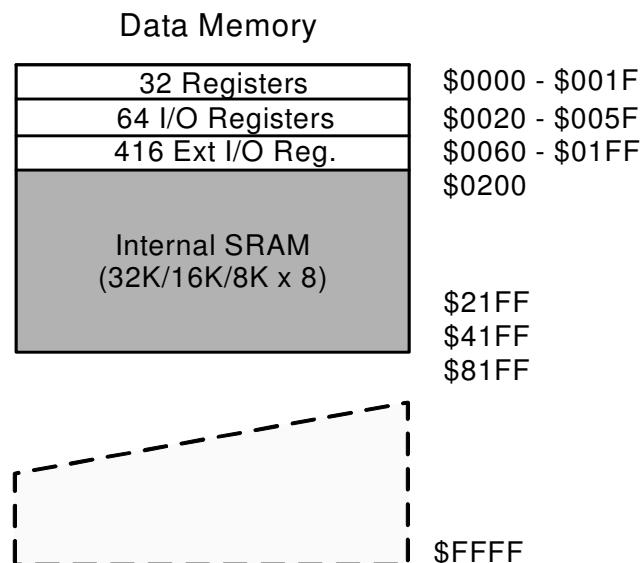 Data Memory
32 Registers $0000 - $001F
64 I/O Registers $0020 - $005F
416 Ext I/O Reg. $0060 - $01FF
$0200
Internal SRAM
(32K/16K/8K x 8)
$21FF
$41FF
$81FF
$FFFF